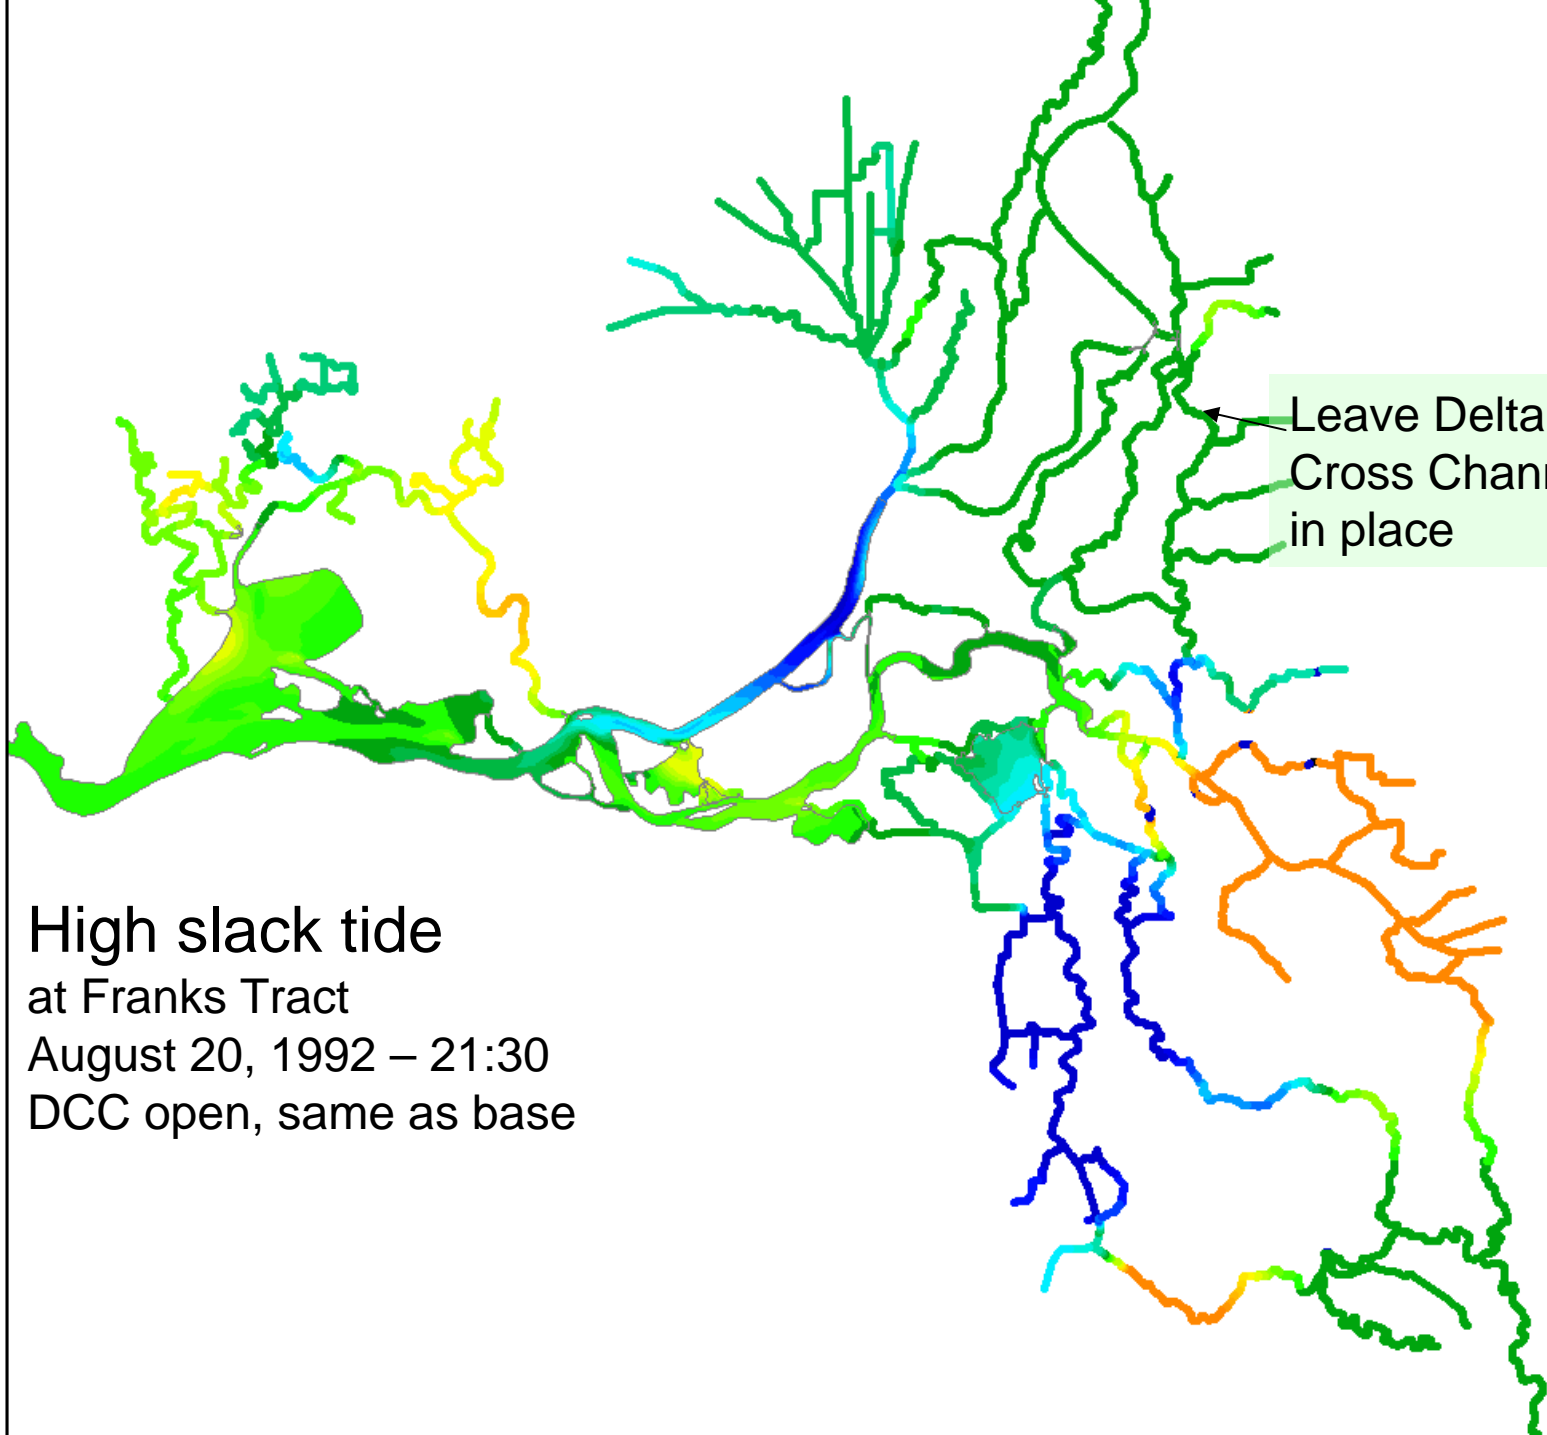 Leave Delta
Cross Chan
in place
High slack tide
at Franks Tract
August 20, 1992 – 21:30
DCC open, same as base